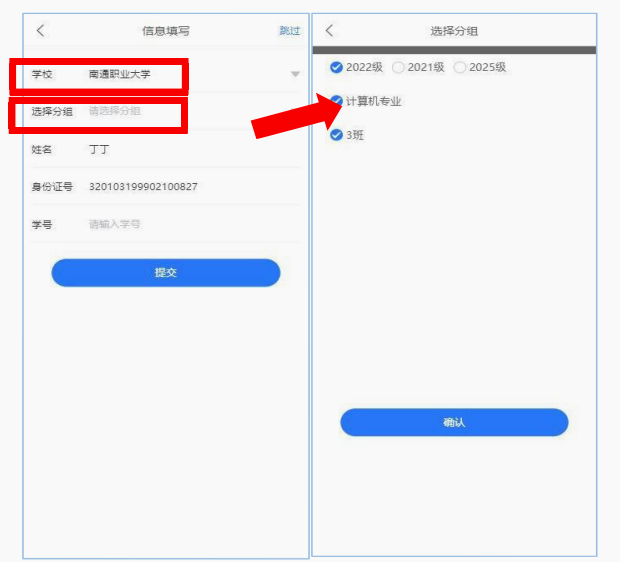 信息填写
跳过
学校 南通职业大学
选择分组 请选择分组
姓名 丁丁
身份证号 320103199902100827
学号 请输入学号
提交
选择分组
2022级 2021级 2025级
计算机专业
3班
确认